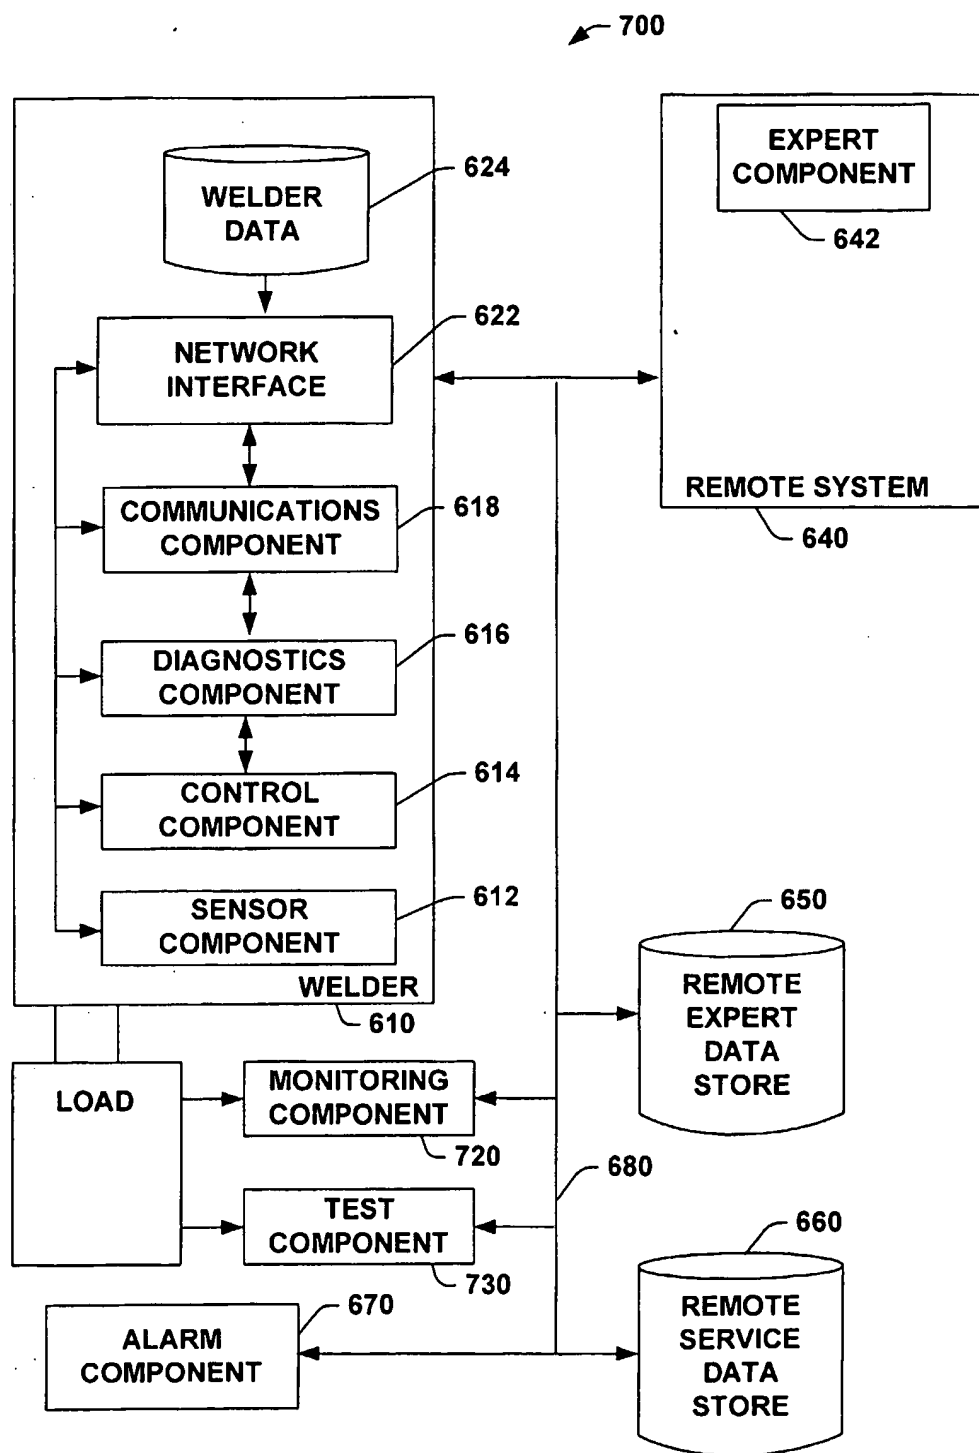 700
WELDER
DATA
624
EXPERT
COMPONENT
642
NETWORK
INTERFACE
622
COMMUNICATIONS
COMPONENT
618
REMOTE SYSTEM
640
DIAGNOSTICS
COMPONENT
616
CONTROL
COMPONENT
614
SENSOR
COMPONENT
612
WELDER
610
650
REMOTE
EXPERT
DATA
STORE
LOAD
MONITORING
COMPONENT
720
680
TEST
COMPONENT
730
660
REMOTE
SERVICE
DATA
STORE
670
ALARM
COMPONENT